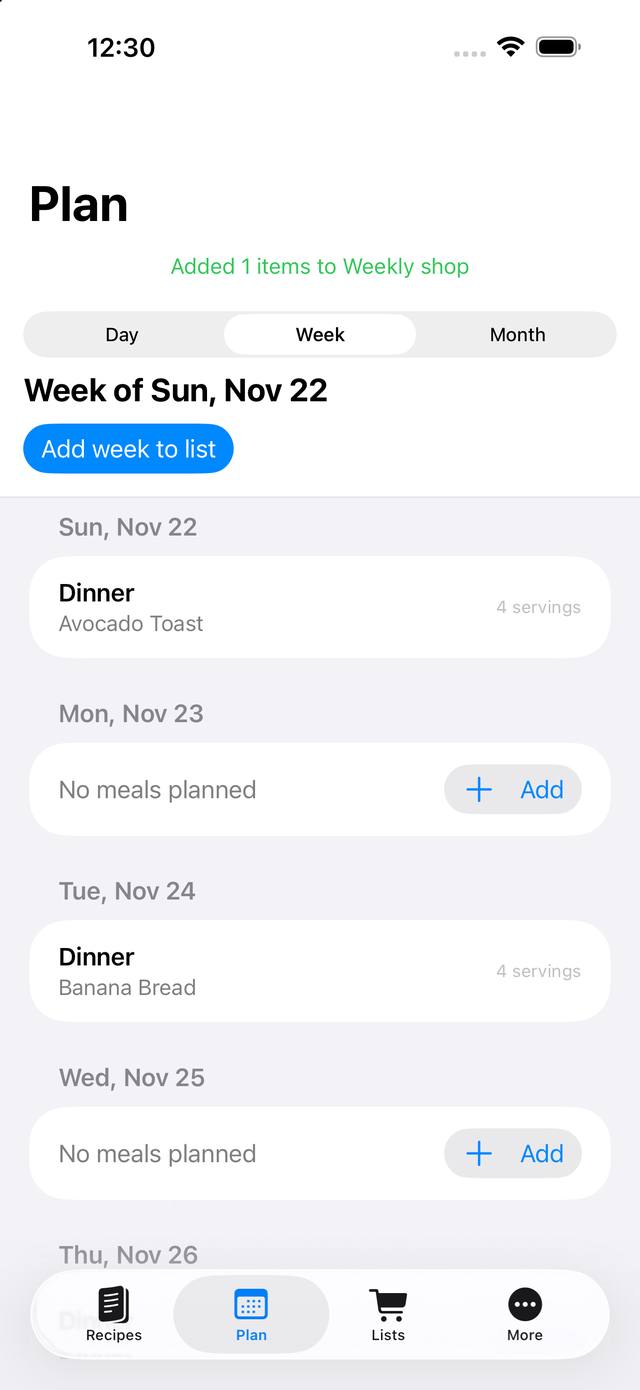 12:30
Plan
Added 1 items to Weekly shop
Day Week Month
Week of Sun, Nov 22
Add week to list
Sun, Nov 22
Dinner
Avocado Toast
4 servings
Mon, Nov 23
No meals planned
Add
Tue, Nov 24
Dinner
Banana Bread
4 servings
Wed, Nov 25
No meals planned
Add
Thu, Nov 26
Recipes Plan Lists More